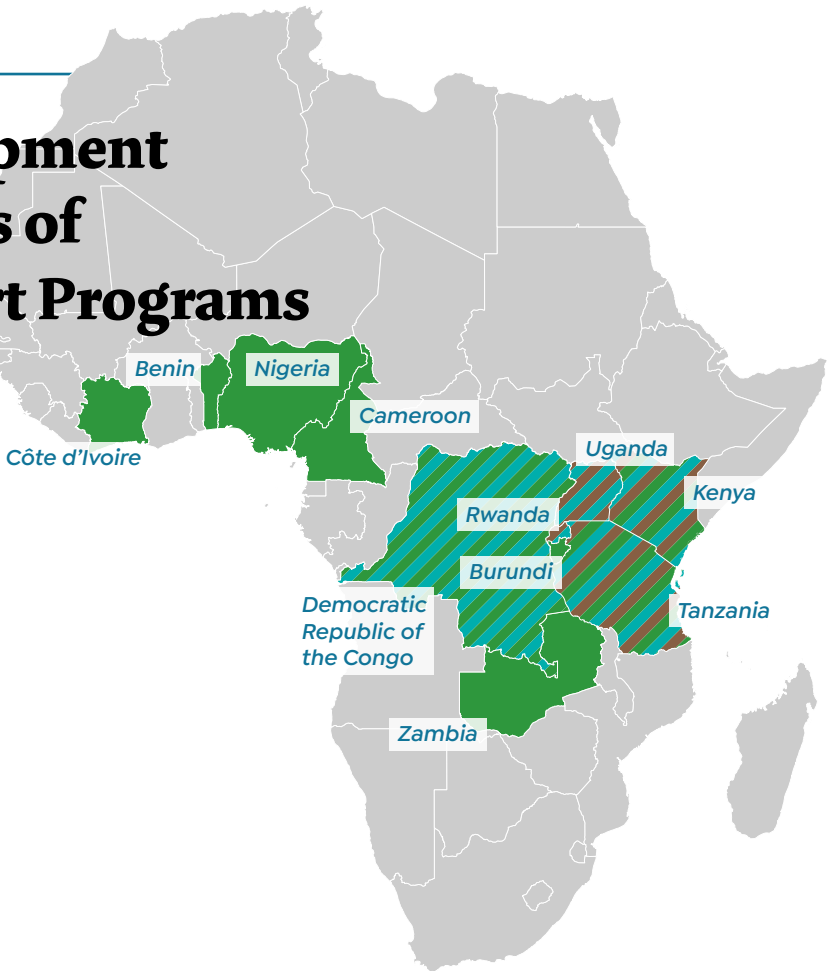 pment
s of
rt Programs
Benin
Nigeria
Cameroon
Côte d’Ivoire
Uganda
Kenya
Rwanda
Burundi
Democratic
Republic of
the Congo
Tanzania
Zambia